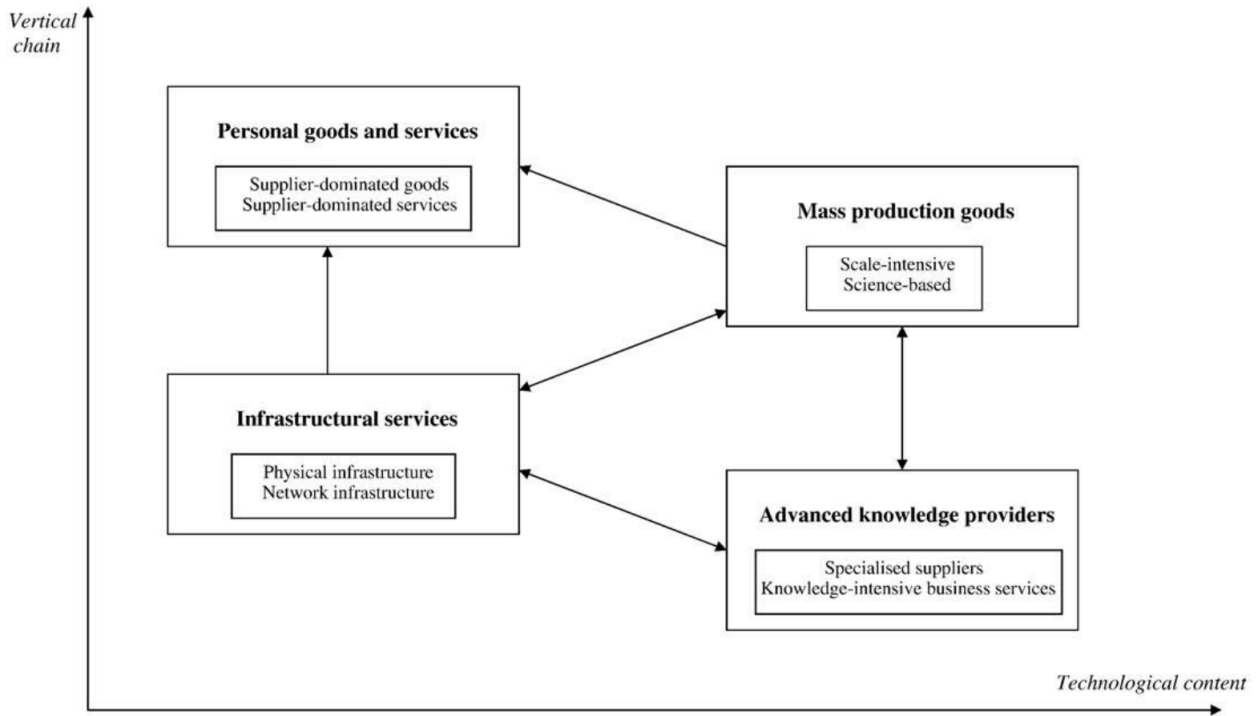 Vertical
chain
Personal goods and services
Supplier-dominated goods
Supplier-dominated services
Mass production goods
Scale-intensive
Science-based
Infrastructural services
Physical infrastructure
Network infrastructure
Advanced knowledge providers
Specialised suppliers
Knowledge-intensive business services
Technological content